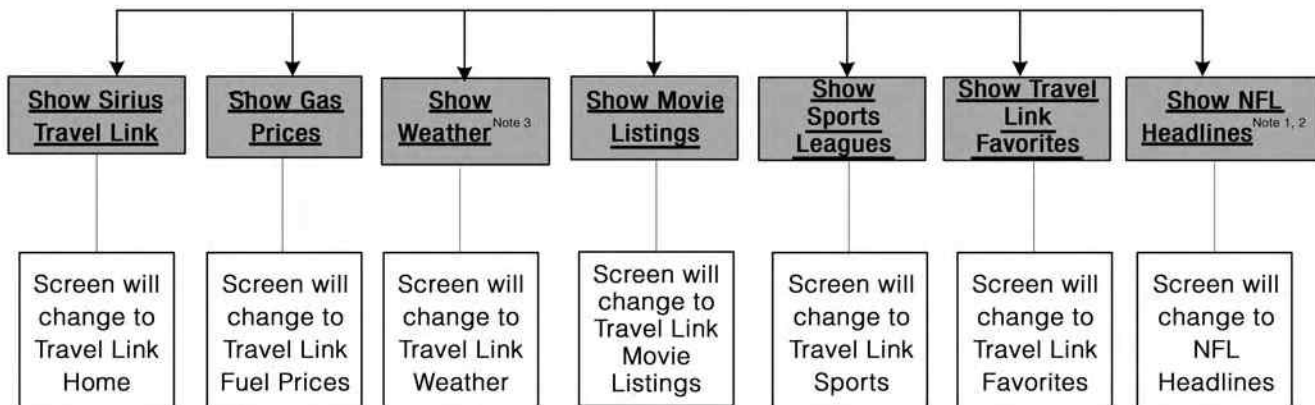 Show Sirius
Travel Link
Show Gas
Prices
Show
Weather Note 3
Show Movie
Listings
Show
Sports
Leagues
Show Travel
Link
Favorites
Show NFL
Headlines Note 1, 2
Screen will
change to
Travel Link
Home
Screen will
change to
Travel Link
Fuel Prices
Screen will
change to
Travel Link
Weather
Screen will
change to
Travel Link
Movie
Listings
Screen will
change to
Travel Link
Sports
Screen will
change to
Travel Link
Favorites
Screen will
change to
NFL
Headlines